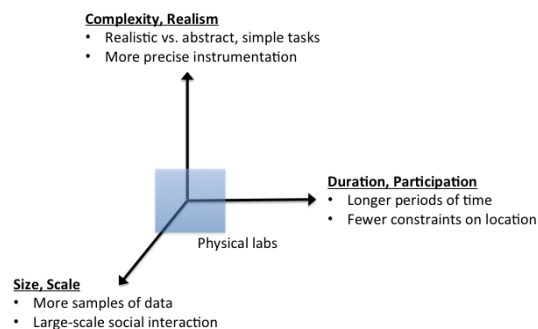 Complexity, Realism
• Realistic vs. abstract, simple tasks
• More precise instrumentation
Duration, Participation
• Longer periods of time
• Fewer constraints on location
Physical labs
Size, Scale
• More samples of data
• Large-scale social interaction